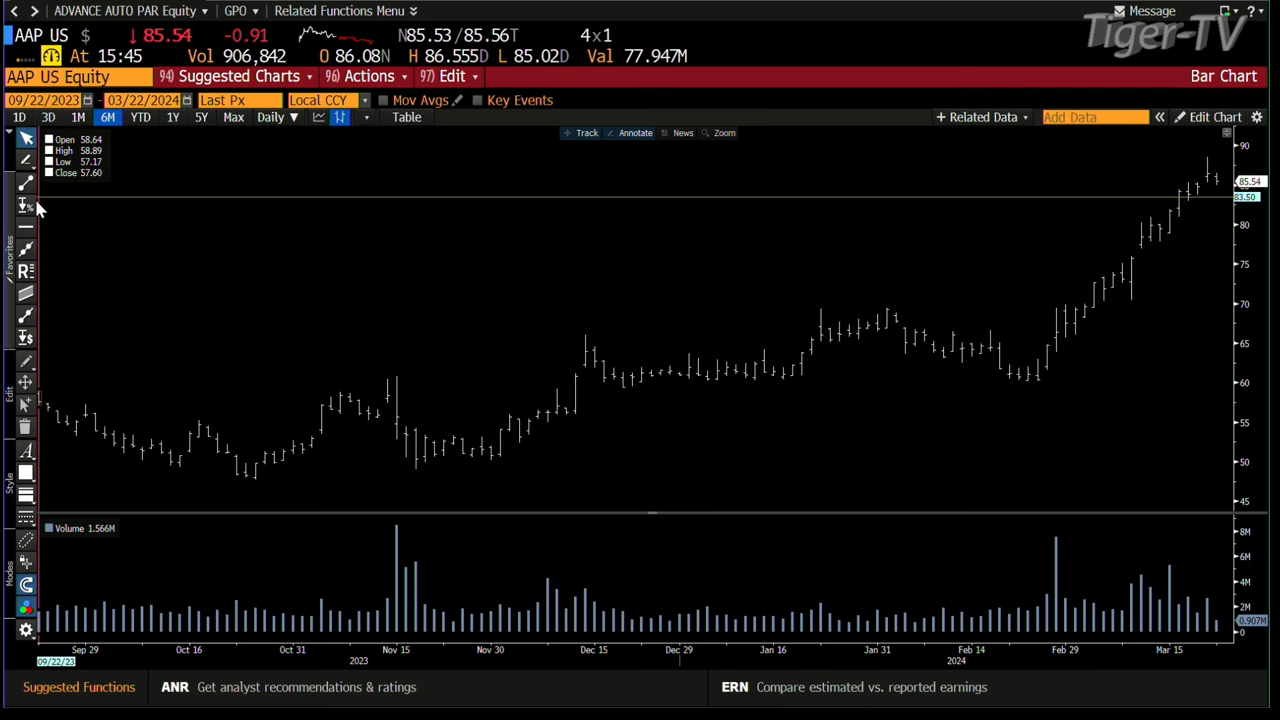 ADVANCE AUTO PAR Equity GPO Related Functions Menu Message
Tiger-TV
AAP US $ ↓ 85.54 -0.91 N85.53 / 85.56T 4×1
At 15:45 Vol 906,842 O 86.08N H 86.555D L 85.02D Val 77.947M
AAP US Equity 94) Suggested Charts 96) Actions 97) Edit Bar Chart
09/22/2023 - 03/22/2024 Last Px Local CCY Mov Avgs Key Events
1D 3D 1M 6M YTD 1Y 5Y Max Daily ▼ Table + Related Data Add Data « Edit Chart
Track Annotate News Zoom
Open 58.64
High 58.89
Low 57.17
Close 57.60
Favorites
Edit
Style
Modes
90
85.54
83.50
80
75
70
65
60
55
50
45
Volume 1.566M
8M
6M
4M
2M
0.907M
0
Sep 29 Oct 16 Oct 31 Nov 15 Nov 30 Dec 15 Dec 29 Jan 16 Jan 31 Feb 14 Feb 29 Mar 15
09/22/23 2023 2024
Suggested Functions ANR Get analyst recommendations & ratings ERN Compare estimated vs. reported earnings